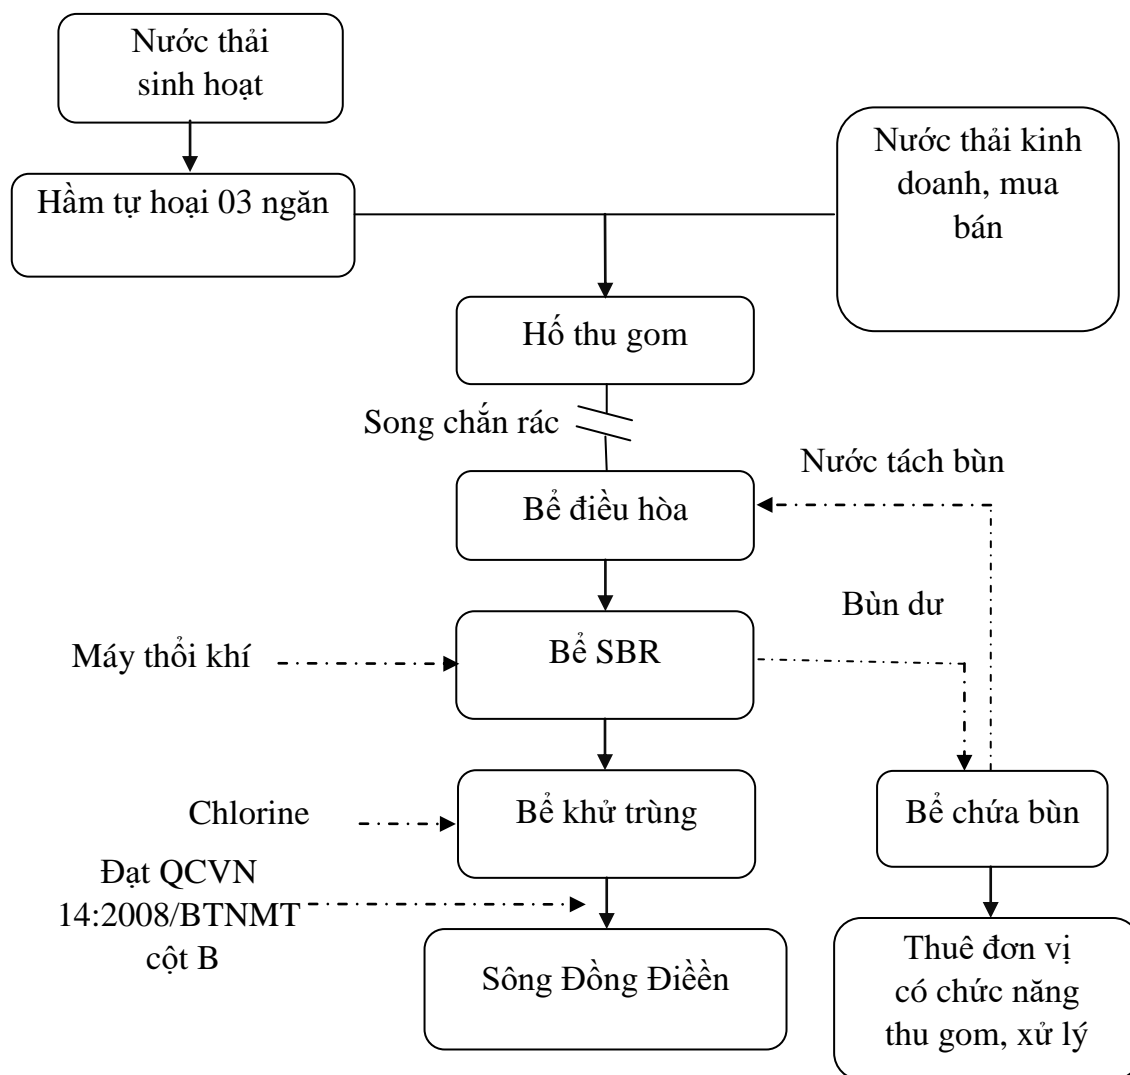 Nước thải
sinh hoạt
Hầm tự hoại 03 ngăn
Nước thải kinh
doanh, mua
bán
Hố thu gom
Song chắn rác
Nước tách bùn
Bể điều hòa
Bùn dư
Máy thổi khí
Bể SBR
Chlorine
Bể khử trùng
Bể chứa bùn
Đạt QCVN
14:2008/BTNMT
cột B
Sông Đồng Điềền
Thuê đơn vị
có chức năng
thu gom, xử lý